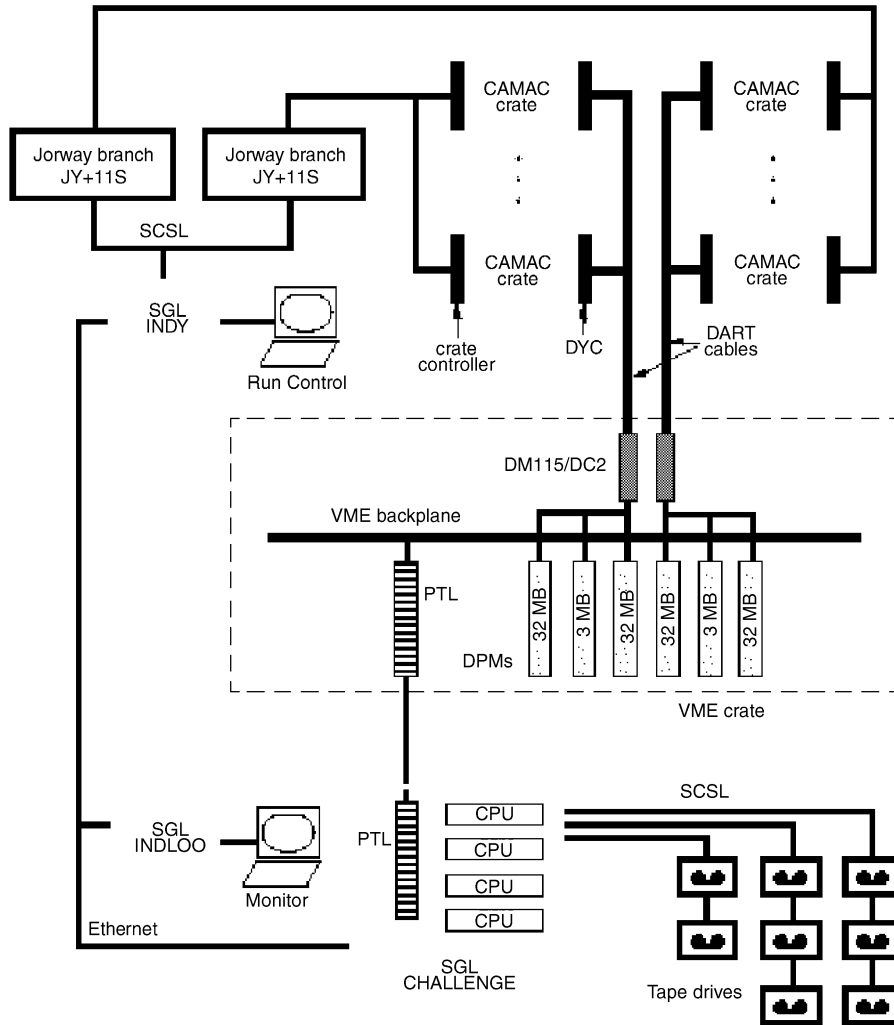 CAMAC
crate
CAMAC
crate
Jorway branch
JY+11S
Jorway branch
JY+11S
SCSL
CAMAC
crate
CAMAC
crate
SGL
INDY
Run Control
crate
controller
DYC
DART
cables
DM115/DC2
VME backplane
PTL
32 MB
3 MB
32 MB
32 MB
3 MB
32 MB
DPMs
VME crate
SCSL
SGL
INDLOO
Monitor
PTL
CPU
CPU
CPU
CPU
Ethernet
SGL
CHALLENGE
Tape drives